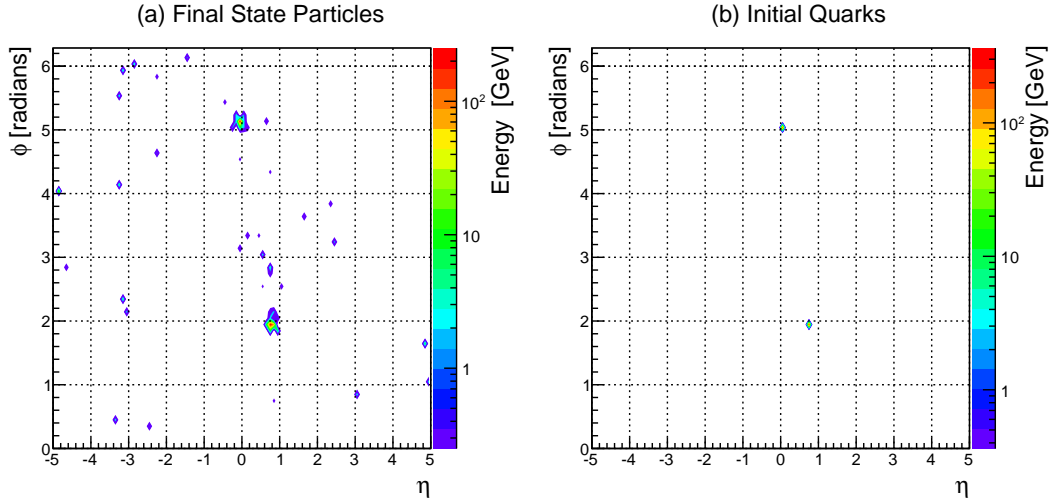 (a) Final State Particles
(b) Initial Quarks
φ [radians]
6
5
4
3
2
1
0
-5 -4 -3 -2 -1 0 1 2 3 4 5
η
Energy [GeV]
10²
10
1
φ [radians]
6
5
4
3
2
1
0
-5 -4 -3 -2 -1 0 1 2 3 4 5
η
Energy [GeV]
10²
10
1